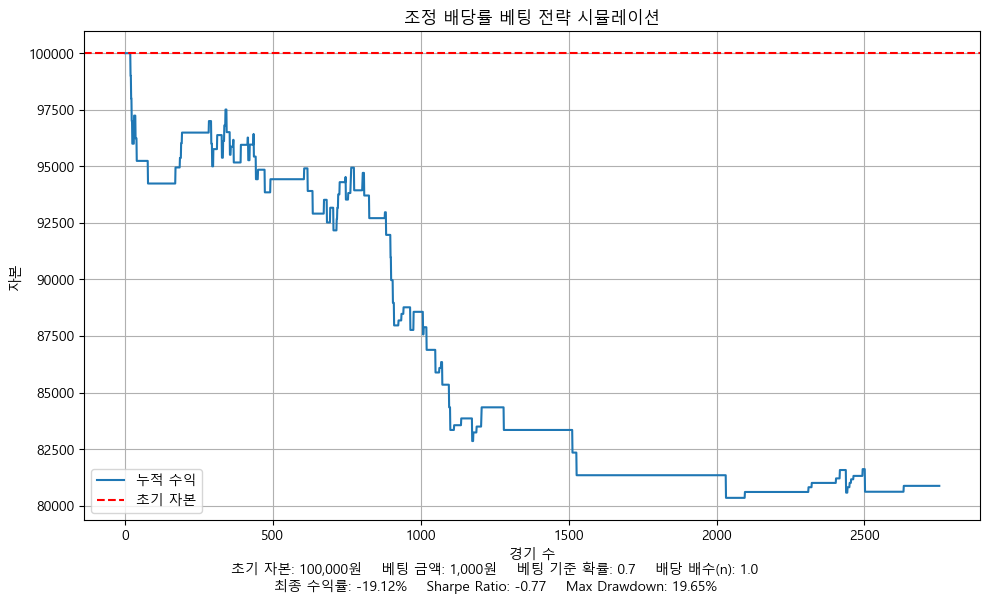 조정 배당률 베팅 전략 시뮬레이션
자본
100000
97500
95000
92500
90000
87500
85000
82500
80000
누적 수익
초기 자본
0
500
1000
1500
2000
2500
경기 수
초기 자본: 100,000원 베팅 금액: 1,000원 베팅 기준 확률: 0.7 배당 배수(n): 1.0
최종 수익률: -19.12% Sharpe Ratio: -0.77 Max Drawdown: 19.65%